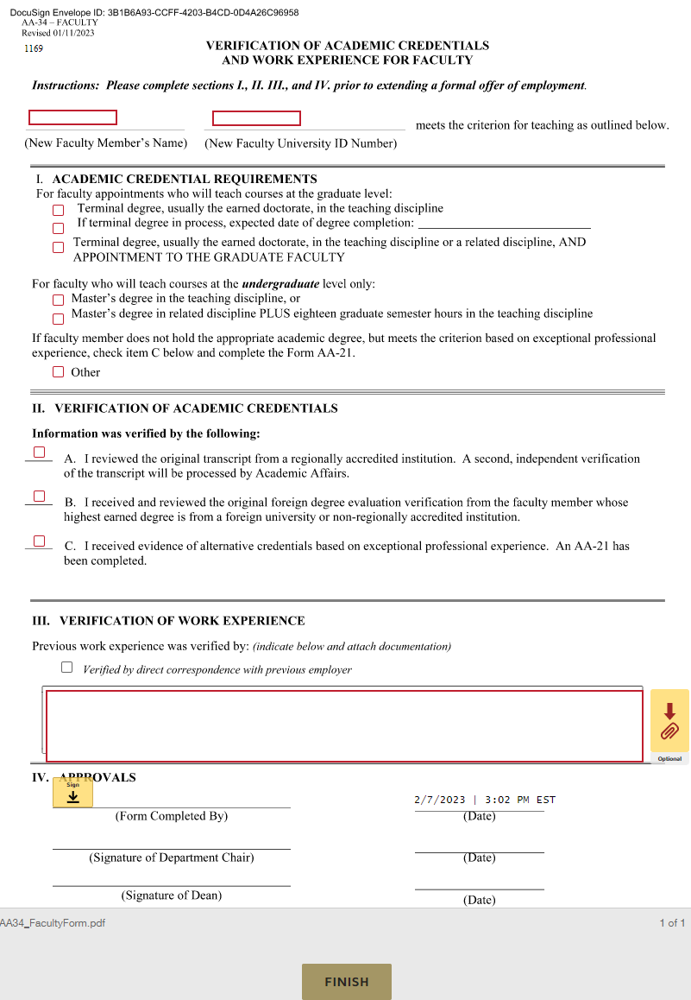 DocuSign Envelope ID: 3B1B6A93-CCFF-4203-B4CD-0D4A26C96958
AA-34 – FACULTY
Revised 01/11/2023
1169
VERIFICATION OF ACADEMIC CREDENTIALS
AND WORK EXPERIENCE FOR FACULTY
Instructions: Please complete sections I., II. III., and IV. prior to extending a formal offer of employment.
meets the criterion for teaching as outlined below.
(New Faculty Member's Name) (New Faculty University ID Number)
I. ACADEMIC CREDENTIAL REQUIREMENTS
For faculty appointments who will teach courses at the graduate level:
Terminal degree, usually the earned doctorate, in the teaching discipline
If terminal degree in process, expected date of degree completion:
Terminal degree, usually the earned doctorate, in the teaching discipline or a related discipline, AND
APPOINTMENT TO THE GRADUATE FACULTY
For faculty who will teach courses at the undergraduate level only:
Master's degree in the teaching discipline, or
Master's degree in related discipline PLUS eighteen graduate semester hours in the teaching discipline
If faculty member does not hold the appropriate academic degree, but meets the criterion based on exceptional professional
experience, check item C below and complete the Form AA-21.
Other
II. VERIFICATION OF ACADEMIC CREDENTIALS
Information was verified by the following:
A. I reviewed the original transcript from a regionally accredited institution. A second, independent verification
of the transcript will be processed by Academic Affairs.
B. I received and reviewed the original foreign degree evaluation verification from the faculty member whose
highest earned degree is from a foreign university or non-regionally accredited institution.
C. I received evidence of alternative credentials based on exceptional professional experience. An AA-21 has
been completed.
III. VERIFICATION OF WORK EXPERIENCE
Previous work experience was verified by: (indicate below and attach documentation)
Verified by direct correspondence with previous employer
Optional
IV. APPROVALS
Sign
2/7/2023 | 3:02 PM EST
(Form Completed By) (Date)
(Signature of Department Chair) (Date)
(Signature of Dean) (Date)
AA34_FacultyForm.pdf 1 of 1
FINISH